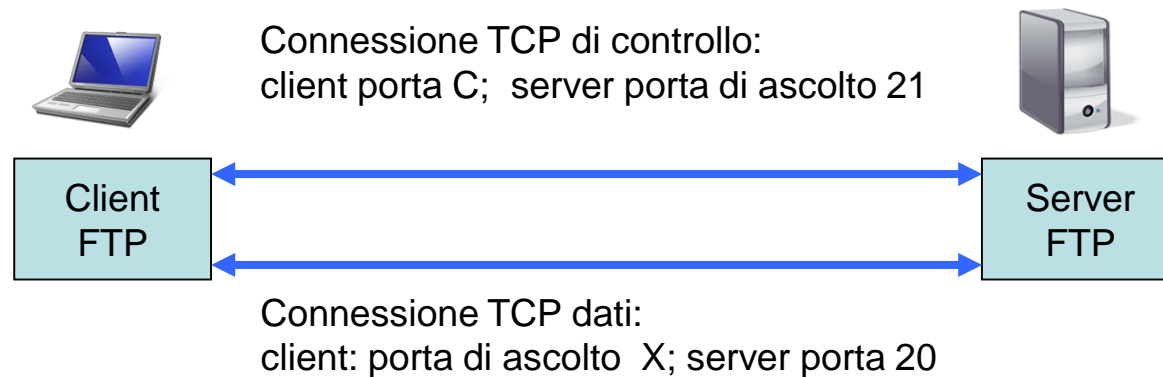 Connessione TCP di controllo:
client porta C; server porta di ascolto 21
Client
FTP
Server
FTP
Connessione TCP dati:
client: porta di ascolto X; server porta 20